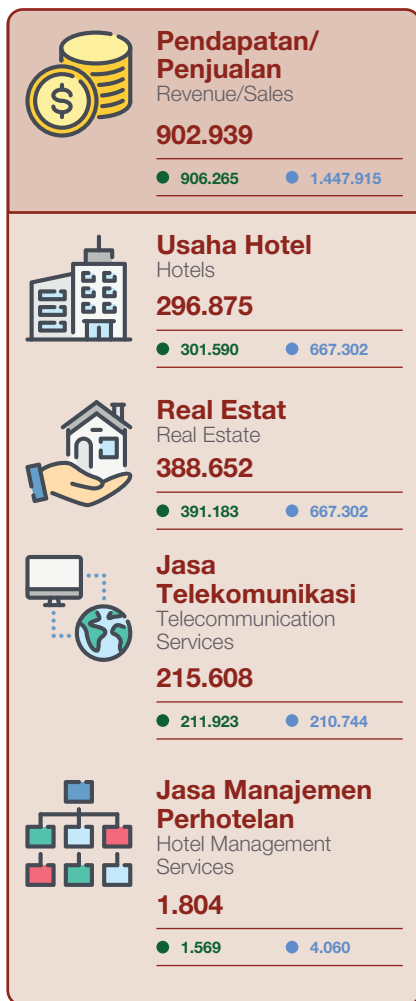 Pendapatan/
Penjualan
Revenue/Sales
902.939
906.265 1.447.915
Usaha Hotel
Hotels
296.875
301.590 667.302
Real Estat
Real Estate
388.652
391.183 667.302
Jasa
Telekomunikasi
Telecommunication
Services
215.608
211.923 210.744
Jasa Manajemen
Perhotelan
Hotel Management
Services
1.804
1.569 4.060